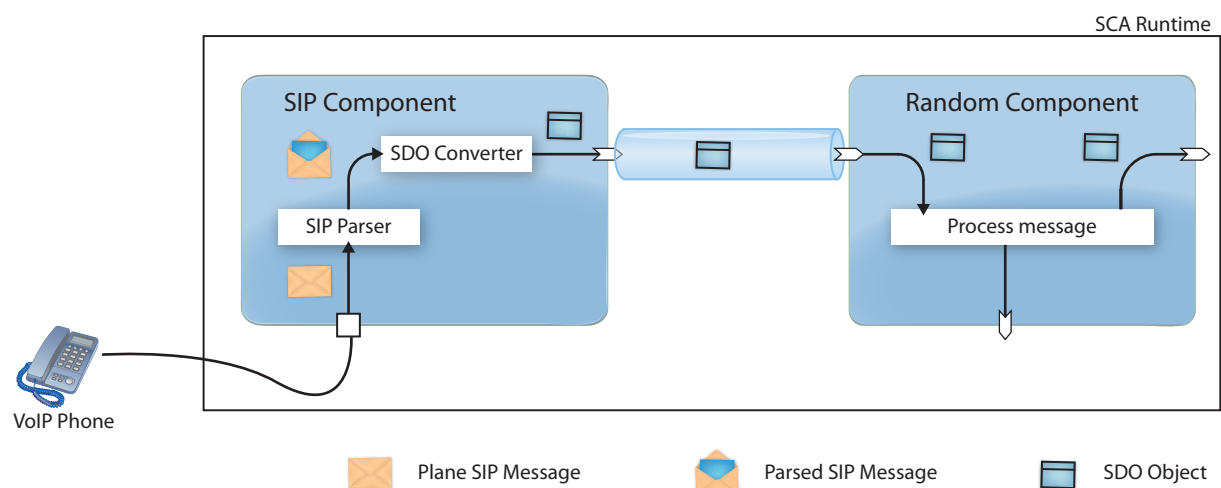 SCA Runtime
SIP Component
Random Component
SDO Converter
SIP Parser
Process message
VoIP Phone
Plane SIP Message
Parsed SIP Message
SDO Object